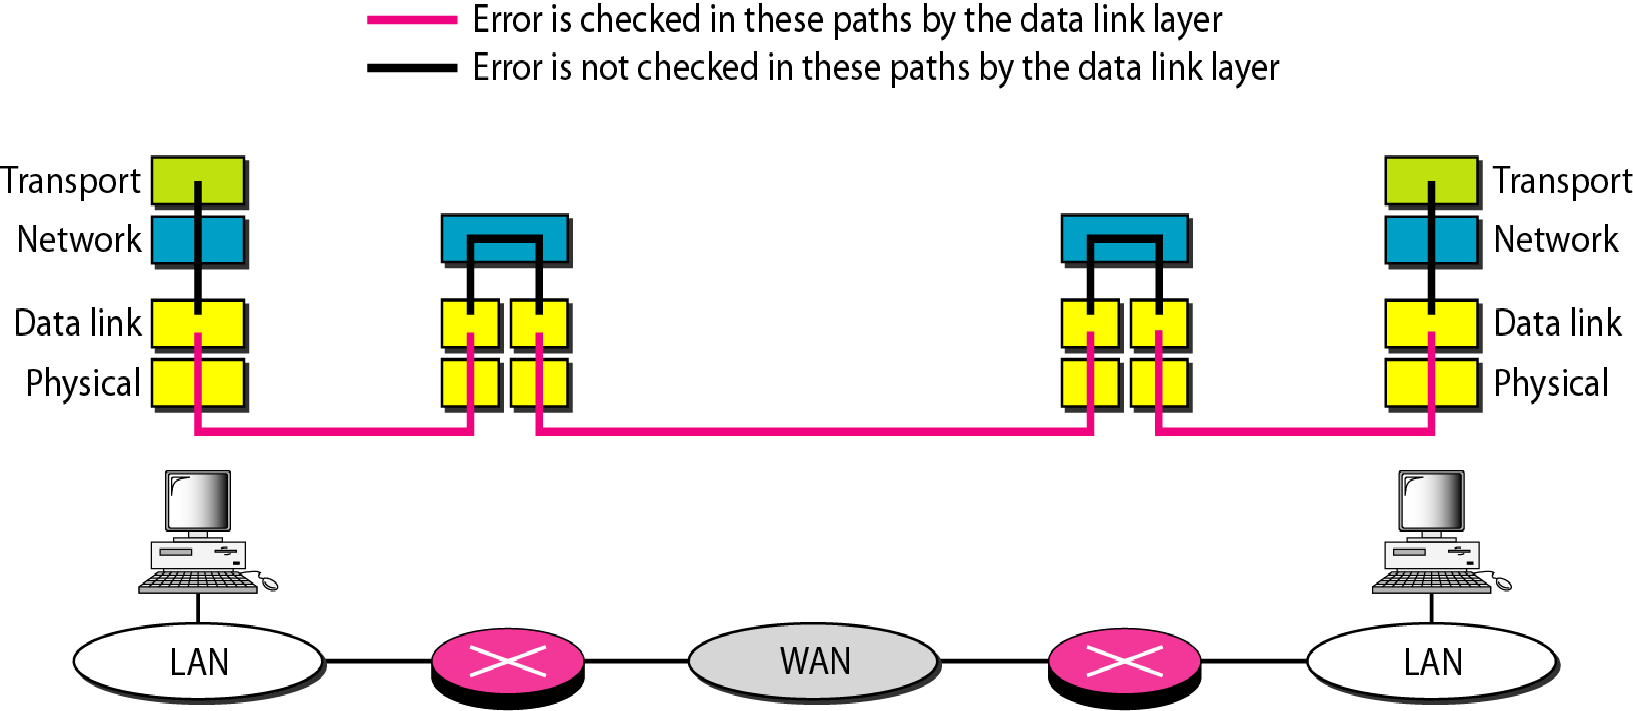 Error is checked in these paths by the data link layer
Error is not checked in these paths by the data link layer
Transport
Transport
Network
Network
Data link
Data link
Physical
Physical
LAN
WAN
LAN